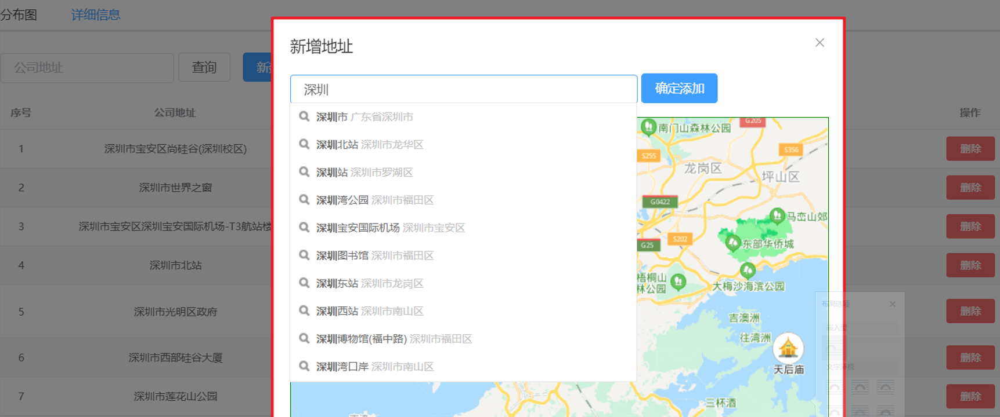 分布图
详细信息
公司地址
查询
序号
公司地址
操作
1
深圳市宝安区尚硅谷(深圳校区)
删除
2
深圳市世界之窗
删除
3
深圳市宝安区深圳宝安国际机场-T3航站楼
删除
4
深圳市北站
删除
5
深圳市光明区政府
删除
6
深圳市西部硅谷大厦
删除
7
深圳市莲花山公园
删除
新增地址
深圳
确定添加
深圳市 广东省深圳市
深圳北站 深圳市龙华区
深圳站 深圳市罗湖区
深圳湾公园 深圳市福田区
深圳宝安国际机场 深圳市宝安区
深圳图书馆 深圳市福田区
深圳东站 深圳市龙岗区
深圳西站 深圳市南山区
深圳博物馆(福中路) 深圳市福田区
深圳湾口岸 深圳市南山区
G205
南门山森林公园
S356
S255
龙岗区
坪山区
G0422
马峦山郊
S202
G25
东部华侨城
梧桐山
林公园
大梅沙海滨公园
吉澳洲
往湾洲
天后庙
三杯酒
布局选项
嵌入型
文字环绕